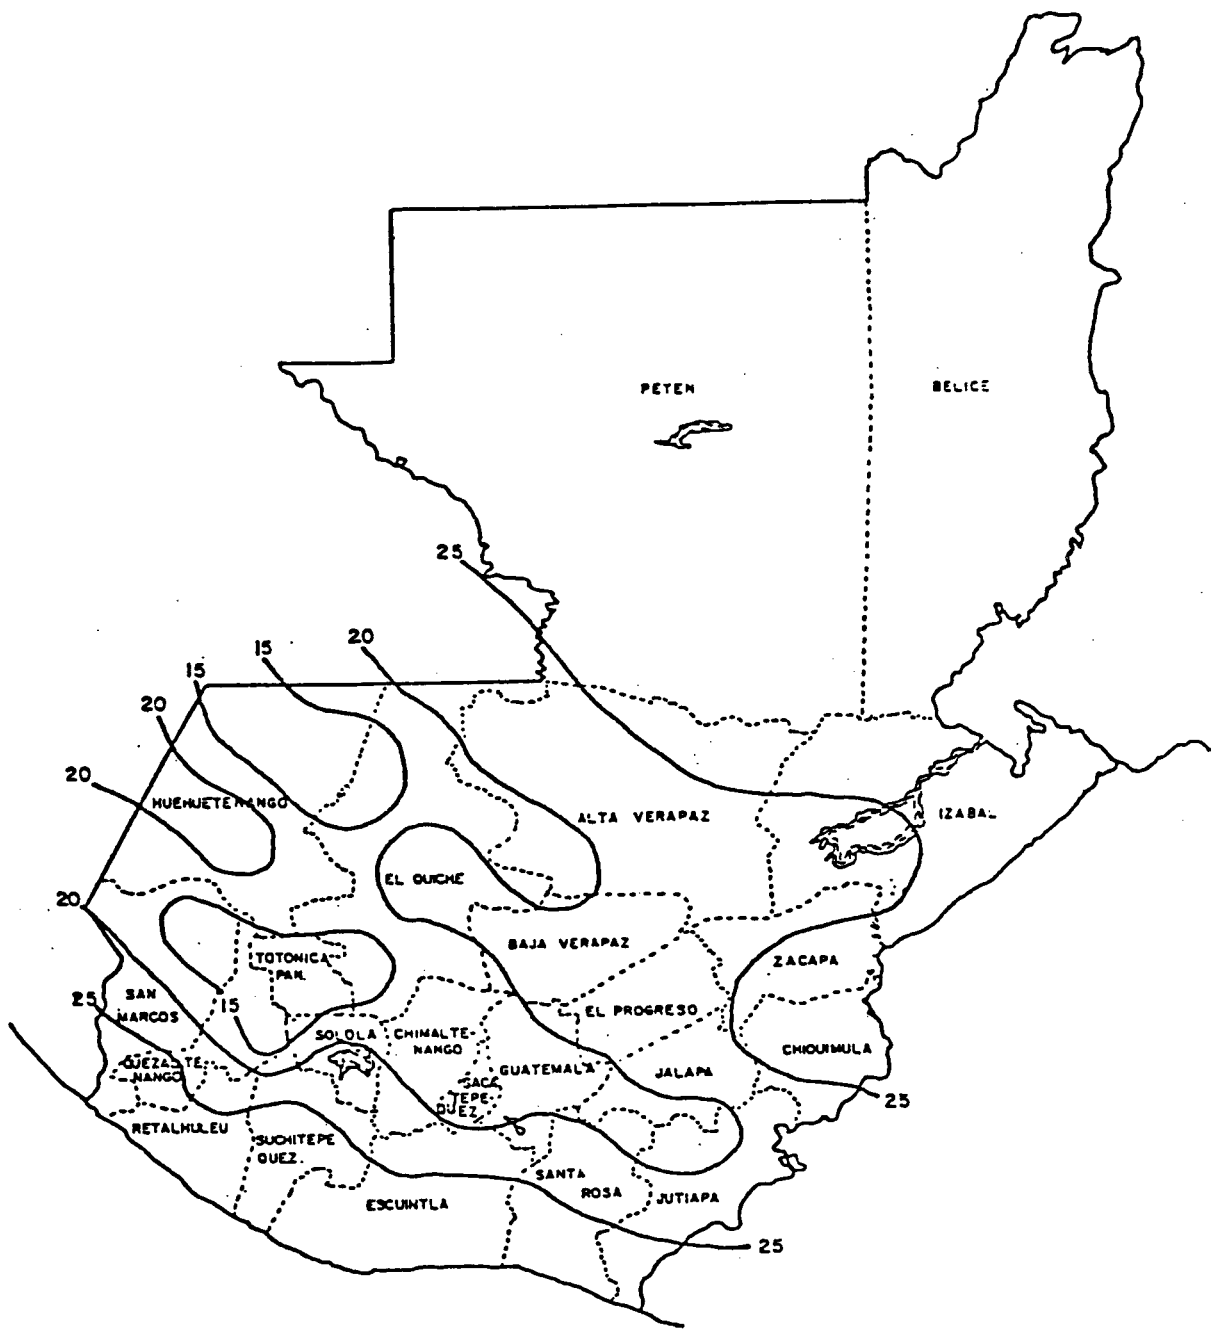 PETEN
BELICE
25
20
15
15
20
20
HUEHUETENANGO
ALTA VERAPAZ
IZABAL
EL QUICHE
20
BAJA VERAPAZ
TOTONICA-
PAN.
ZACAPA
25
SAN
MARCOS
15
EL PROGRESO
SOLOLA
CHIMALTE-
NANGO
CHIQUIMULA
QUEZALTE
NANGO
GUATEMALA
JALAPA
SACA
TEPE-
QUEZ
25
RETALHULEU
SUCHITEPE
QUEZ.
SANTA
ROSA
JUTIAPA
ESCUINTLA
25